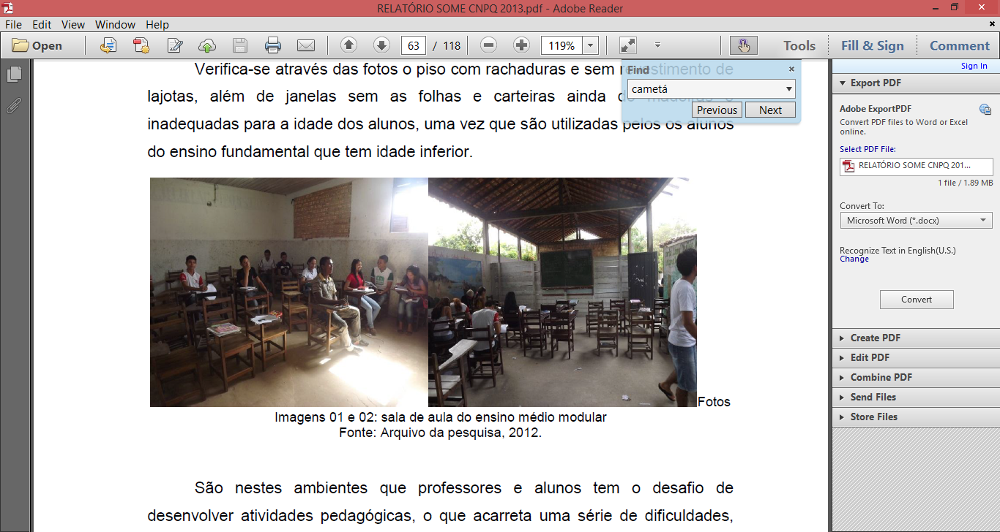 RELATÓRIO SOME CNPQ 2013.pdf - Adobe Reader
File Edit View Window Help
Open 63 / 118 119% Tools Fill & Sign Comment
Sign In
Find
cametá
Previous Next
Export PDF
Adobe ExportPDF
Convert PDF files to Word or Excel
online.
Select PDF File:
RELATÓRIO SOME CNPQ 201...
1 file / 1.89 MB
Convert To:
Microsoft Word (*.docx)
Recognize Text in English(U.S.)
Change
Convert
Create PDF
Edit PDF
Combine PDF
Send Files
Store Files
Verifica-se através das fotos o piso com rachaduras e sem revestimento de
lajotas, além de janelas sem as folhas e carteiras ainda de madeiras e
inadequadas para a idade dos alunos, uma vez que são utilizadas pelos os alunos
do ensino fundamental que tem idade inferior.
Fotos
Imagens 01 e 02: sala de aula do ensino médio modular
Fonte: Arquivo da pesquisa, 2012.
São nestes ambientes que professores e alunos tem o desafio de
desenvolver atividades pedagógicas, o que acarreta uma série de dificuldades,